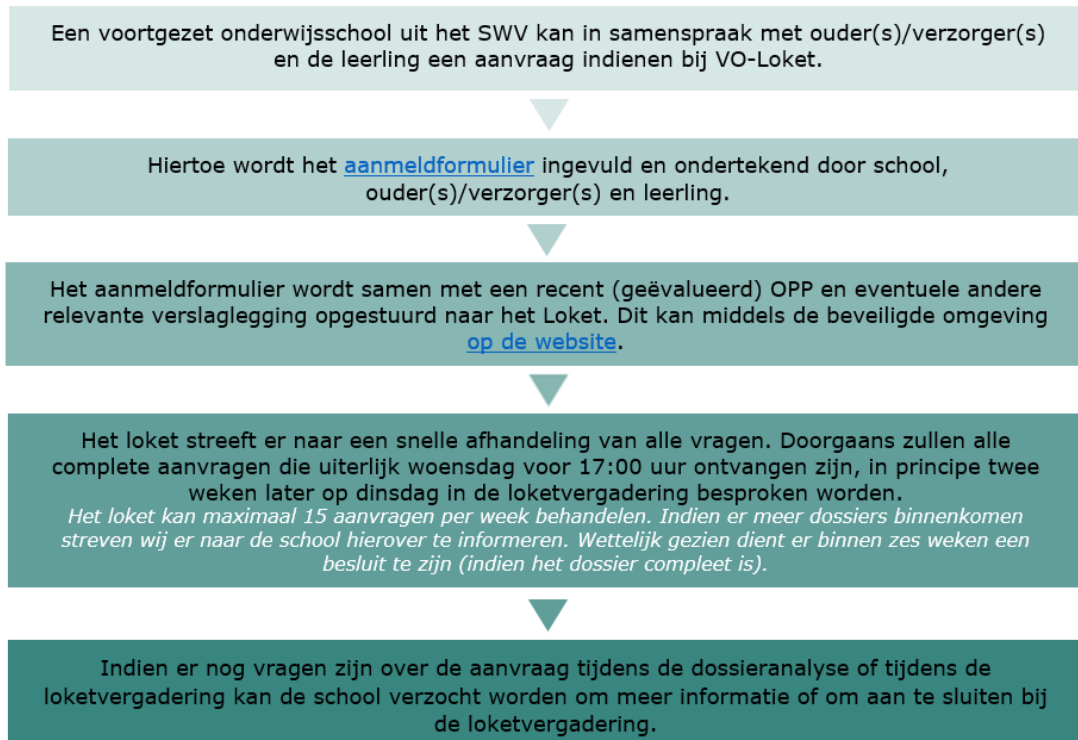 Een voortgezet onderwijsschool uit het SWV kan in samenspraak met ouder(s)/verzorger(s)
en de leerling een aanvraag indienen bij VO-Loket.
Hiertoe wordt het aanmeldformulier ingevuld en ondertekend door school,
ouder(s)/verzorger(s) en leerling.
Het aanmeldformulier wordt samen met een recent (geëvalueerd) OPP en eventuele andere
relevante verslaglegging opgestuurd naar het Loket. Dit kan middels de beveiligde omgeving
op de website.
Het loket streeft er naar een snelle afhandeling van alle vragen. Doorgaans zullen alle
complete aanvragen die uiterlijk woensdag voor 17:00 uur ontvangen zijn, in principe twee
weken later op dinsdag in de loketvergadering besproken worden.
Het loket kan maximaal 15 aanvragen per week behandelen. Indien er meer dossiers binnenkomen
streven wij er naar de school hierover te informeren. Wettelijk gezien dient er binnen zes weken een
besluit te zijn (indien het dossier compleet is).
Indien er nog vragen zijn over de aanvraag tijdens de dossieranalyse of tijdens de
loketvergadering kan de school verzocht worden om meer informatie of om aan te sluiten bij
de loketvergadering.